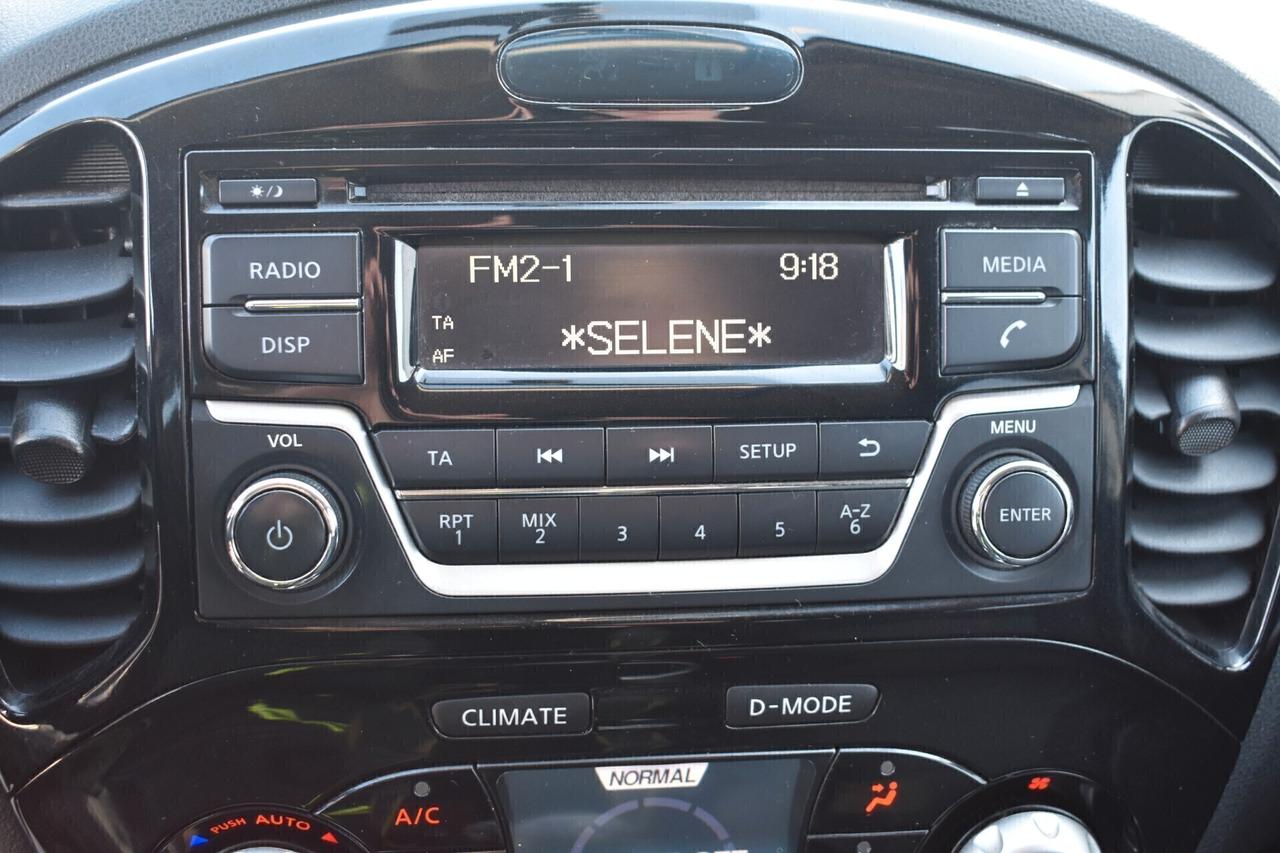 RADIO
DISP
FM2-1 9:18
TA
AF
*SELENE*
MEDIA
VOL
MENU
TA
SETUP
RPT
1
MIX
2
3
4
5
A-Z
6
ENTER
CLIMATE
D-MODE
NORMAL
PUSH AUTO
A/C